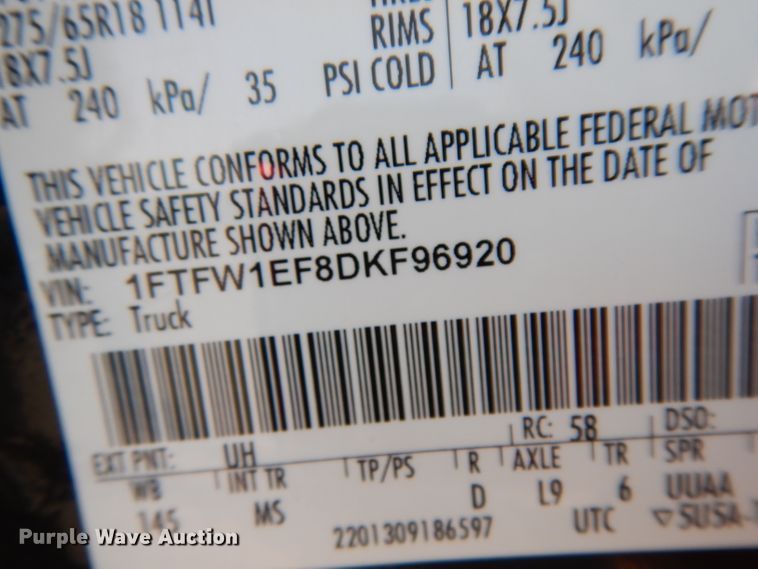 275/65R18 114T
RIMS 18X7.5J
18X7.5J
AT 240 kPa/ 35 PSI COLD AT 240 kPa/
THIS VEHICLE CONFORMS TO ALL APPLICABLE FEDERAL MOT
VEHICLE SAFETY STANDARDS IN EFFECT ON THE DATE OF
MANUFACTURE SHOWN ABOVE.
VIN: 1FTFW1EF8DKF96920
TYPE: Truck
EXT PNT: UH RC: 58 DSO:
WB INT TR TP/PS R AXLE TR SPR
145 MS D L9 6 UUAA
2201309186597 UTC ▽SU5A-
Purple Wave Auction